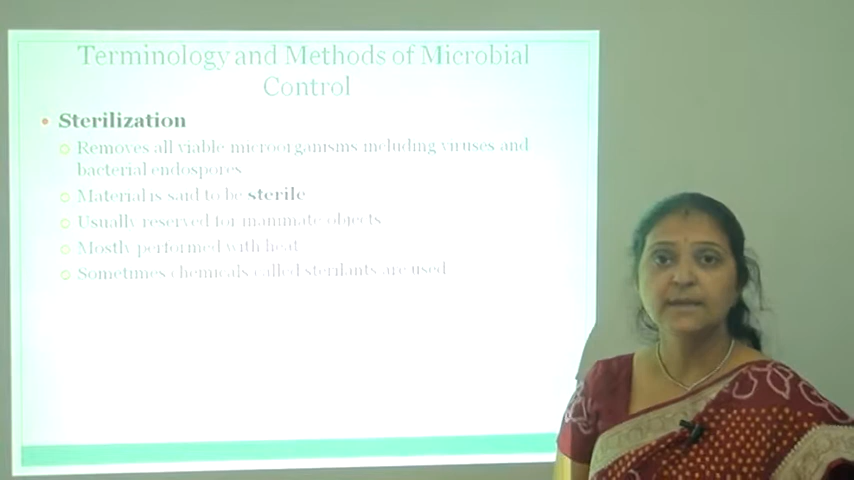 Terminology and Methods of Microbial
Control
Sterilization
Removes all viable microorganisms including viruses and
bacterial endospores
Material is said to be sterile
Usually reserved for inanimate objects
Mostly performed with heat
Sometimes chemicals called sterilants are used